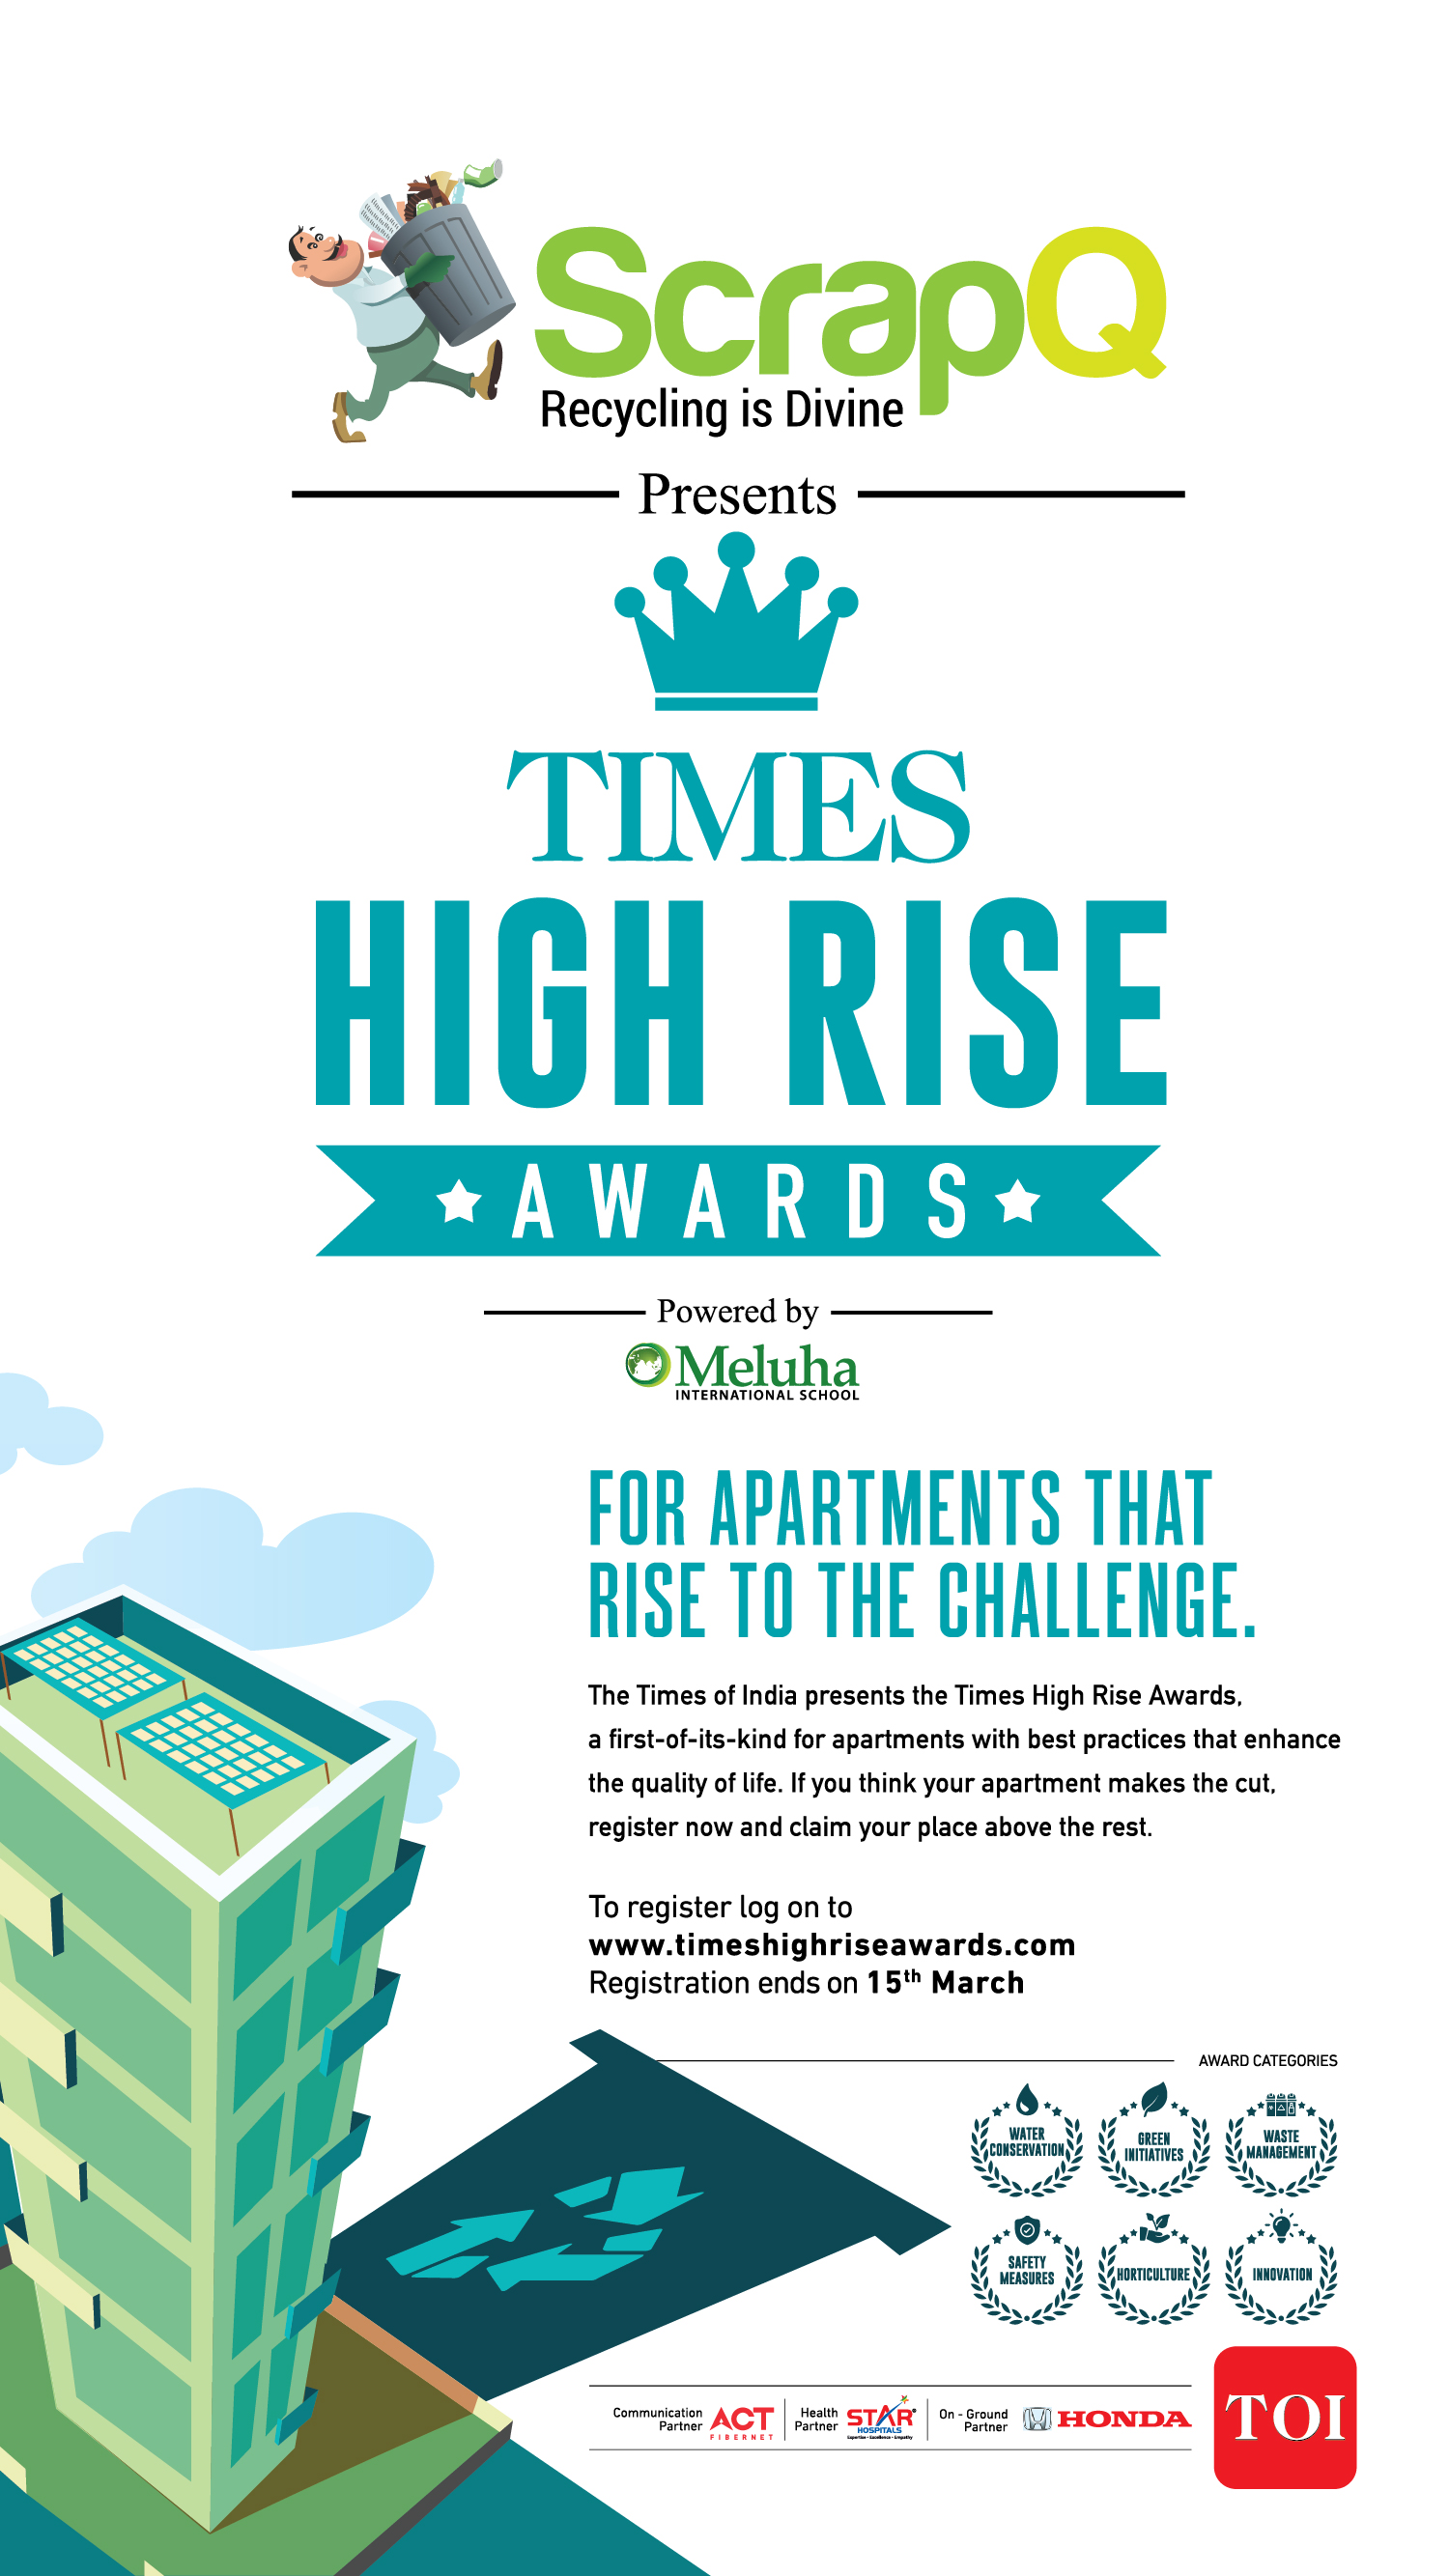 ScrapQ
Recycling is Divine
Presents
TIMES
HIGH RISE
AWARDS
Powered by
Meluha
INTERNATIONAL SCHOOL
FOR APARTMENTS THAT
RISE TO THE CHALLENGE.
The Times of India presents the Times High Rise Awards,
a first-of-its-kind for apartments with best practices that enhance
the quality of life. If you think your apartment makes the cut,
register now and claim your place above the rest.
To register log on to
www.timeshighriseawards.com
Registration ends on 15th March
AWARD CATEGORIES
WATER
CONSERVATION
GREEN
INITIATIVES
WASTE
MANAGEMENT
SAFETY
MEASURES
HORTICULTURE
INNOVATION
Communication
Partner
ACT
FIBERNET
Health
Partner
STAR
HOSPITALS
Expertise • Excellence • Empathy
On - Ground
Partner
HONDA
TOI